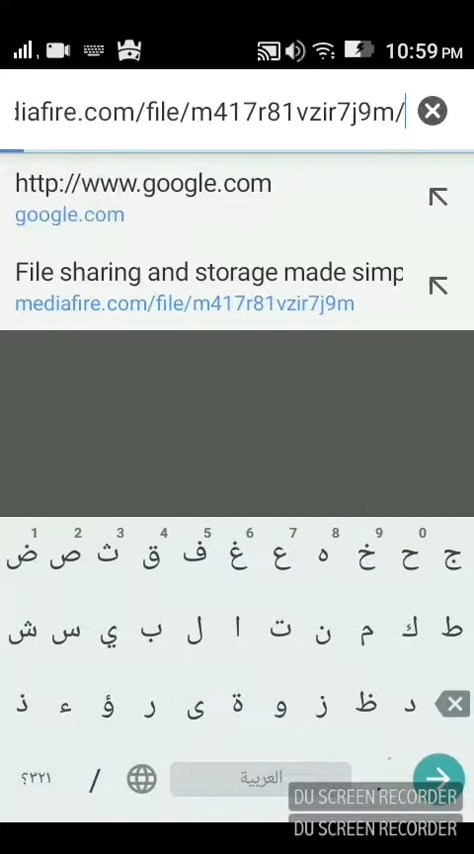 10:59 PM
diafire.com/file/m417r81vzir7j9m/
http://www.google.com
google.com
File sharing and storage made simp
mediafire.com/file/m417r81vzir7j9m
1 2 3 4 5 6 7 8 9 0
ض ص ث ق ف غ ع ه خ ح ج
ش س ي ب ل ا ت ن م ك ط
ذ ء ؤ ر ى ة و ز ظ د
؟٣٢١ / العربية .
DU SCREEN RECORDER
DU SCREEN RECORDER